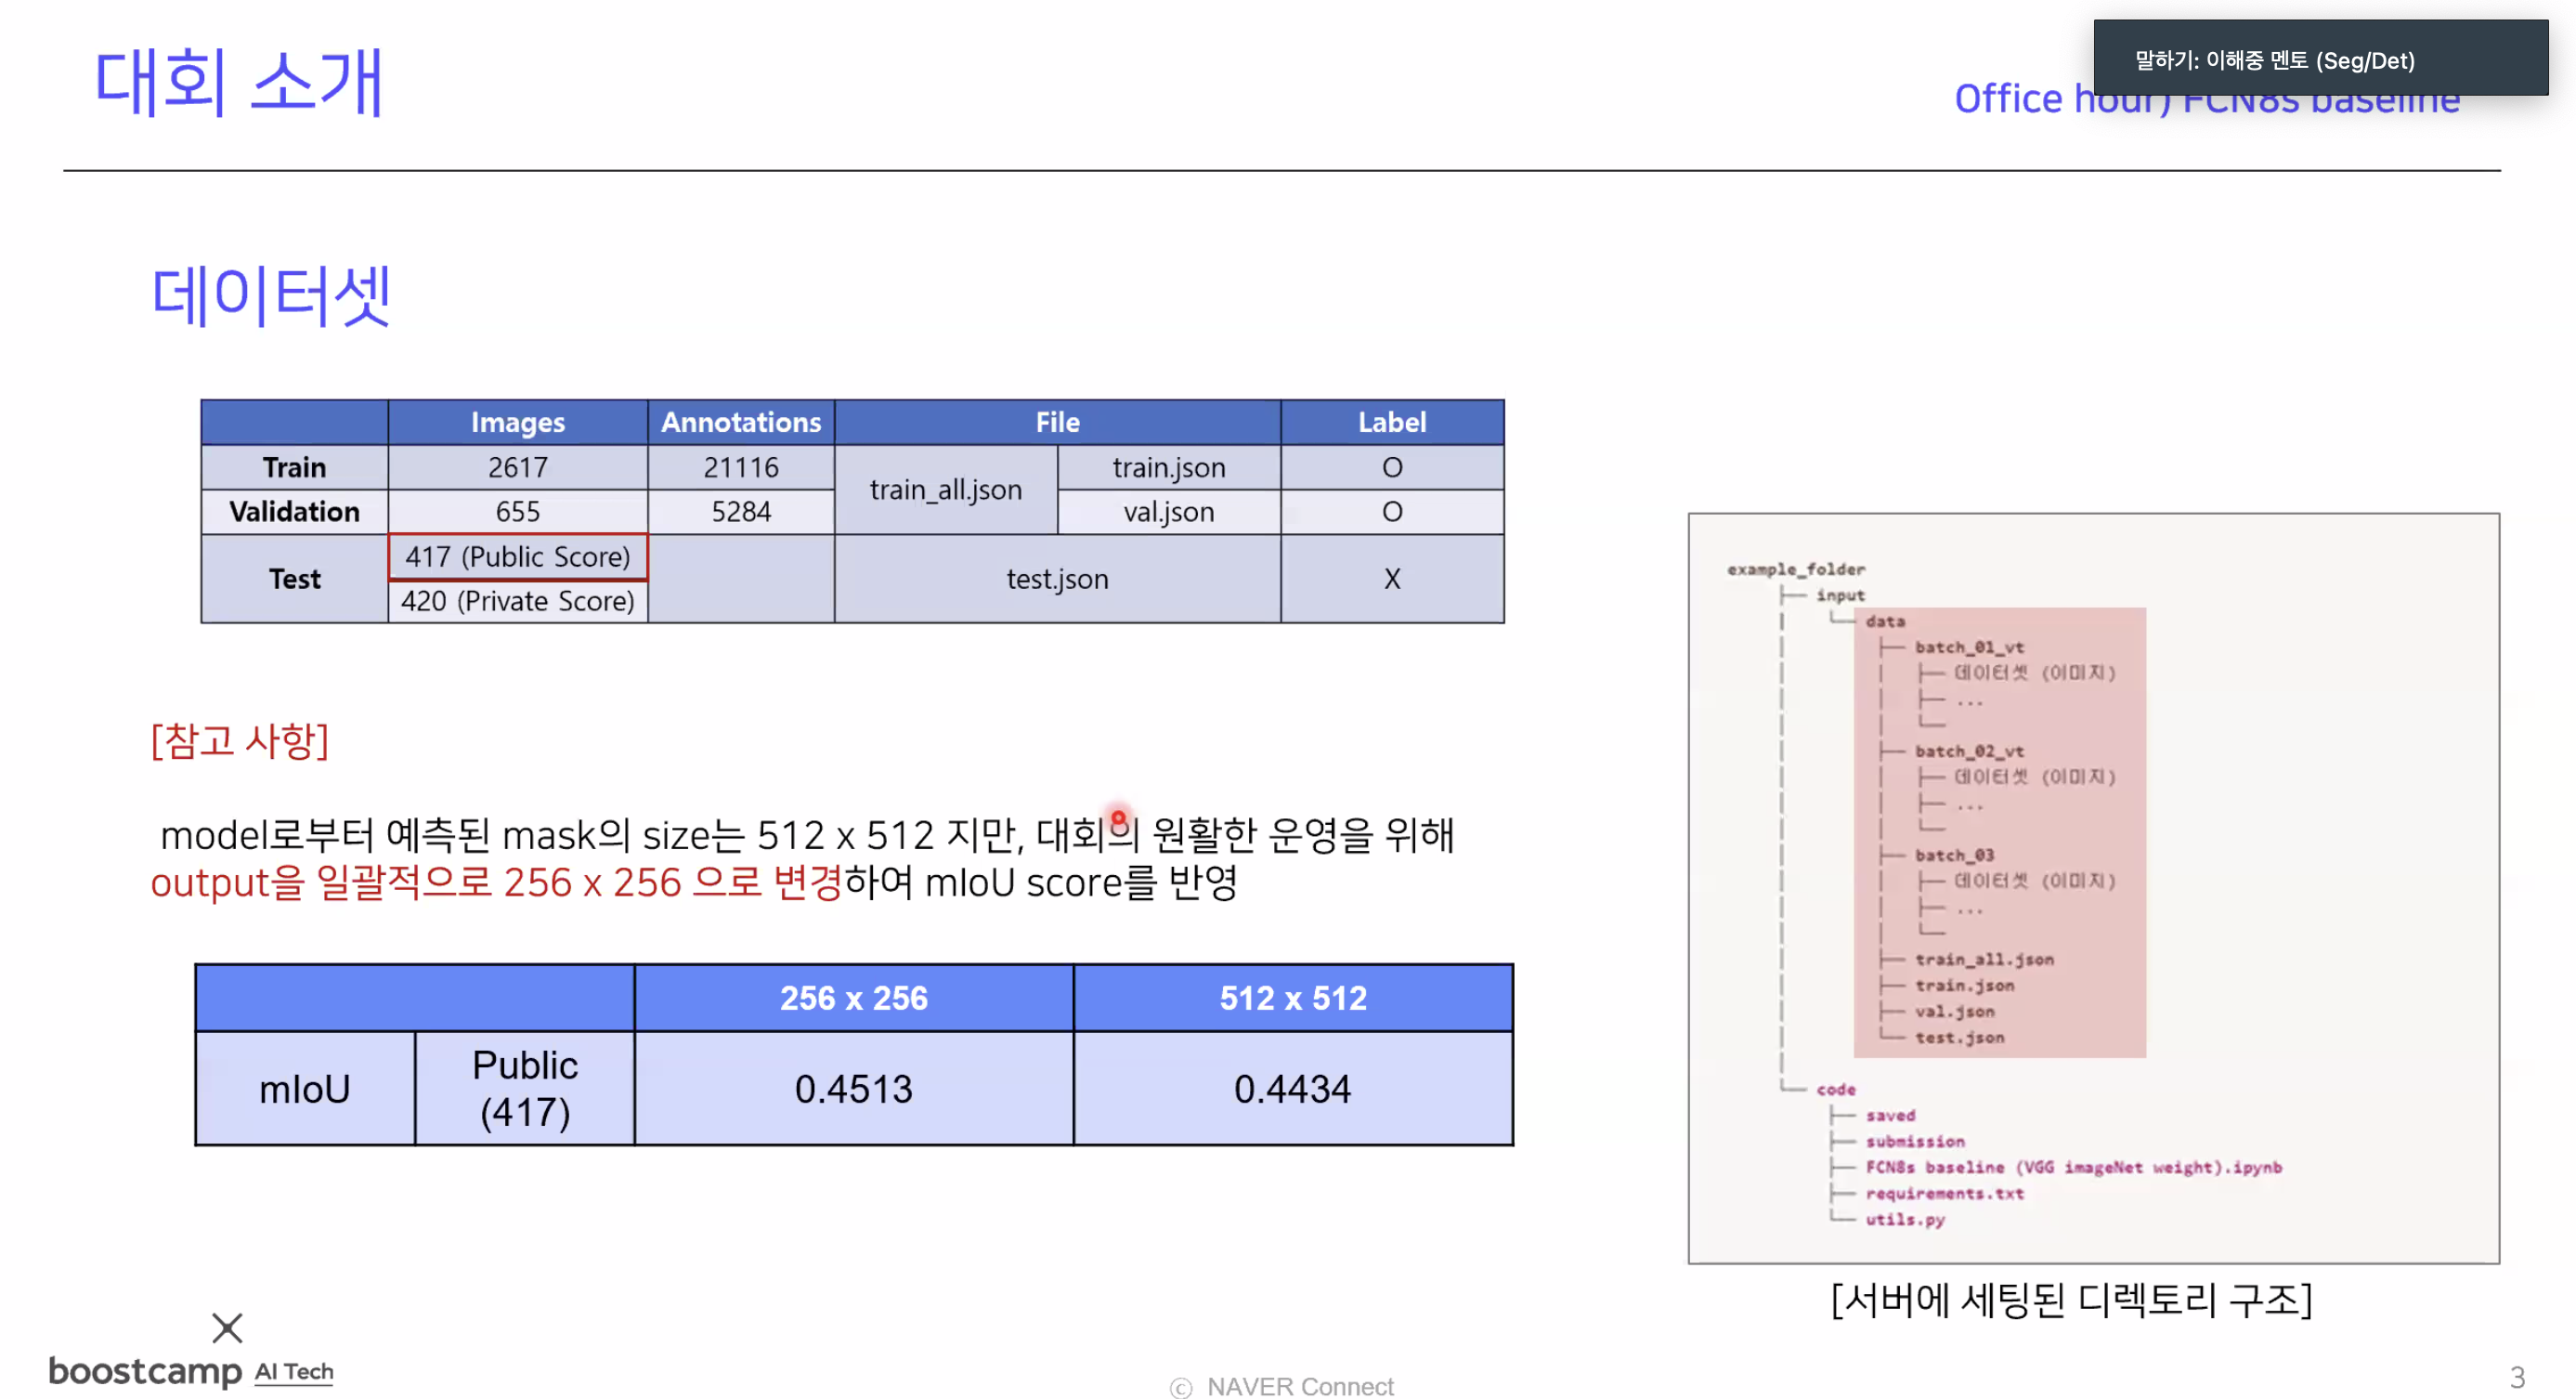 대회 소개
말하기: 이해중 멘토 (Seg/Det)
Office hour) FCN8s baseline
데이터셋
Images Annotations File Label
Train 2617 21116 train_all.json train.json O
Validation 655 5284 val.json O
Test 417 (Public Score) test.json X
420 (Private Score)
[참고 사항]
model로부터 예측된 mask의 size는 512 x 512 지만, 대회의 원활한 운영을 위해
output을 일괄적으로 256 x 256 으로 변경하여 mIoU score를 반영
256 x 256 512 x 512
mIoU Public (417) 0.4513 0.4434
example_folder
input
data
batch_01_vt
데이터셋 (이미지)
...
batch_02_vt
데이터셋 (이미지)
...
batch_03
데이터셋 (이미지)
...
train_all.json
train.json
val.json
test.json
code
saved
submission
FCN8s baseline (VGG imageNet weight).ipynb
requirements.txt
utils.py
[서버에 세팅된 디렉토리 구조]
boostcamp AI Tech
ⓒ NAVER Connect
3